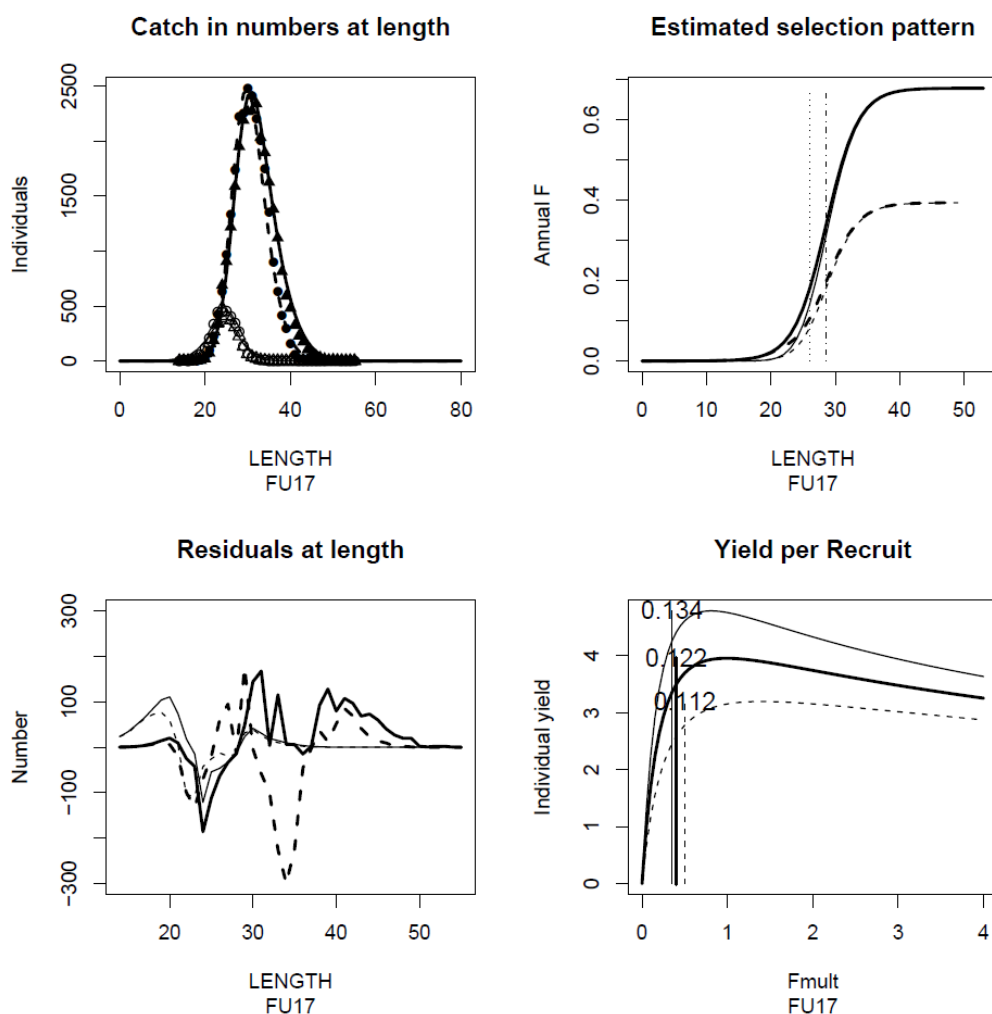 Catch in numbers at length
Individuals
0 500 1500 2500
0 20 40 60 80
LENGTH
FU17
Estimated selection pattern
Annual F
0.0 0.2 0.4 0.6
0 10 20 30 40 50
LENGTH
FU17
Residuals at length
Number
−300 −100 100 300
20 30 40 50
LENGTH
FU17
Yield per Recruit
Individual yield
0 1 2 3 4
0.134
0.122
0.112
0 1 2 3 4
Fmult
FU17